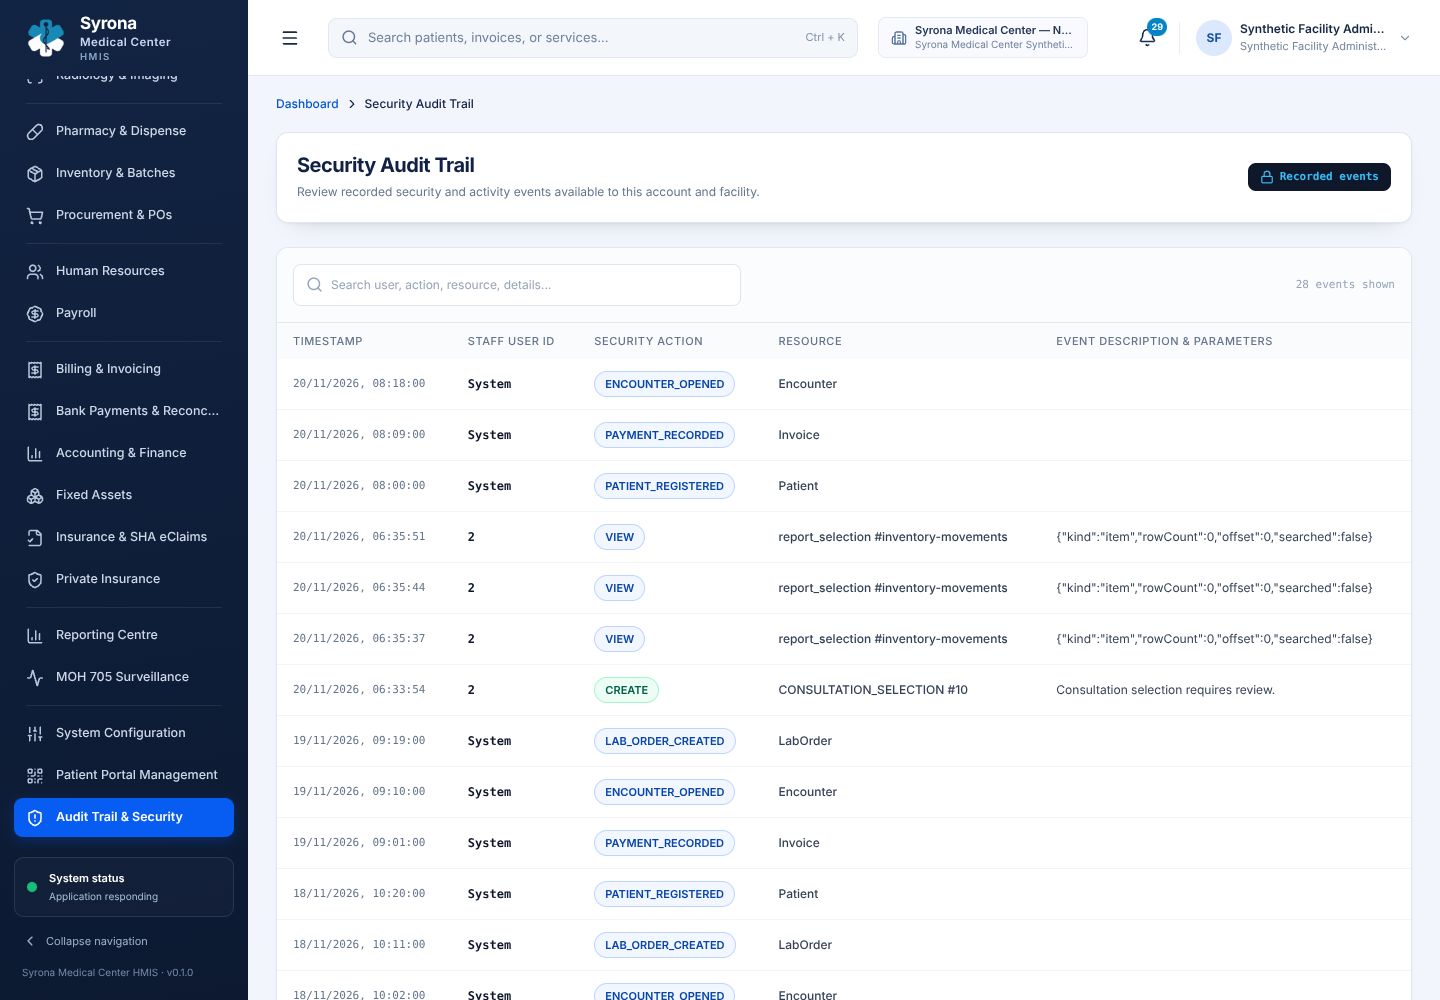 Syrona
Medical Center
HMIS
Radiology & Imaging
Pharmacy & Dispense
Inventory & Batches
Procurement & POs
Human Resources
Payroll
Billing & Invoicing
Bank Payments & Reconc...
Accounting & Finance
Fixed Assets
Insurance & SHA eClaims
Private Insurance
Reporting Centre
MOH 705 Surveillance
System Configuration
Patient Portal Management
Audit Trail & Security
System status
Application responding
Collapse navigation
Syrona Medical Center HMIS · v0.1.0
Search patients, invoices, or services...
Ctrl + K
Syrona Medical Center — N...
Syrona Medical Center Syntheti...
29
SF
Synthetic Facility Admi...
Synthetic Facility Administ...
Dashboard > Security Audit Trail
Security Audit Trail
Review recorded security and activity events available to this account and facility.
Recorded events
Search user, action, resource, details...
28 events shown
TIMESTAMP STAFF USER ID SECURITY ACTION RESOURCE EVENT DESCRIPTION & PARAMETERS
20/11/2026, 08:18:00 System ENCOUNTER_OPENED Encounter
20/11/2026, 08:09:00 System PAYMENT_RECORDED Invoice
20/11/2026, 08:00:00 System PATIENT_REGISTERED Patient
20/11/2026, 06:35:51 2 VIEW report_selection #inventory-movements {"kind":"item","rowCount":0,"offset":0,"searched":false}
20/11/2026, 06:35:44 2 VIEW report_selection #inventory-movements {"kind":"item","rowCount":0,"offset":0,"searched":false}
20/11/2026, 06:35:37 2 VIEW report_selection #inventory-movements {"kind":"item","rowCount":0,"offset":0,"searched":false}
20/11/2026, 06:33:54 2 CREATE CONSULTATION_SELECTION #10 Consultation selection requires review.
19/11/2026, 09:19:00 System LAB_ORDER_CREATED LabOrder
19/11/2026, 09:10:00 System ENCOUNTER_OPENED Encounter
19/11/2026, 09:01:00 System PAYMENT_RECORDED Invoice
18/11/2026, 10:20:00 System PATIENT_REGISTERED Patient
18/11/2026, 10:11:00 System LAB_ORDER_CREATED LabOrder
18/11/2026, 10:02:00 System ENCOUNTER_OPENED Encounter